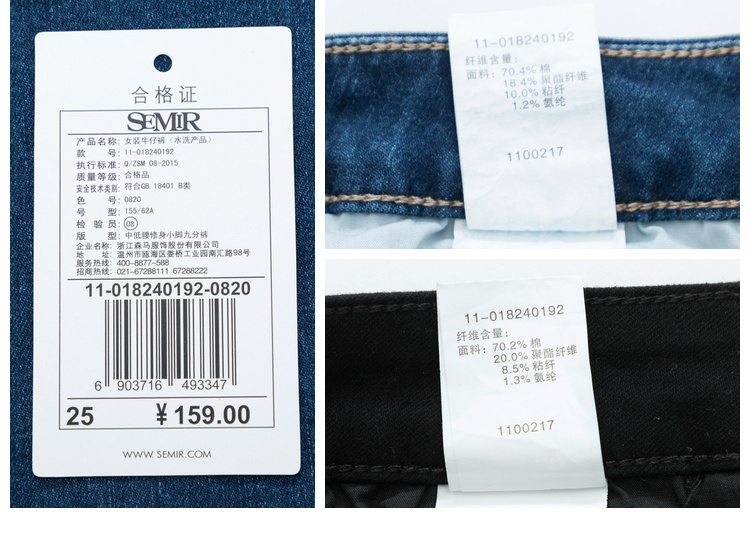 合格证
SEMIR
产品名称: 女装牛仔裤（水洗产品）
款 号: 11-018240192
执行标准: Q/ZSM 08-2015
质量等级: 合格品
安全技术类别: 符合GB 18401 B类
色 号: 0820
号 型: 155/62A
检 验 员: 08
版 型: 中低腰修身小脚九分裤
企业名称: 浙江森马服饰股份有限公司
地 址: 温州市瓯海区娄桥工业园南汇路98号
服务热线: 400-8877-588
招商热线: 021-67288111 67288222
11-018240192-0820
6 903716 493347
25 ¥159.00
WWW.SEMIR.COM
11-018240192
纤维含量:
面料: 70.4% 棉
18.4% 聚酯纤维
10.0% 粘纤
1.2% 氨纶
1100217
11-018240192
纤维含量:
面料: 70.2% 棉
20.0% 聚酯纤维
8.5% 粘纤
1.3% 氨纶
1100217